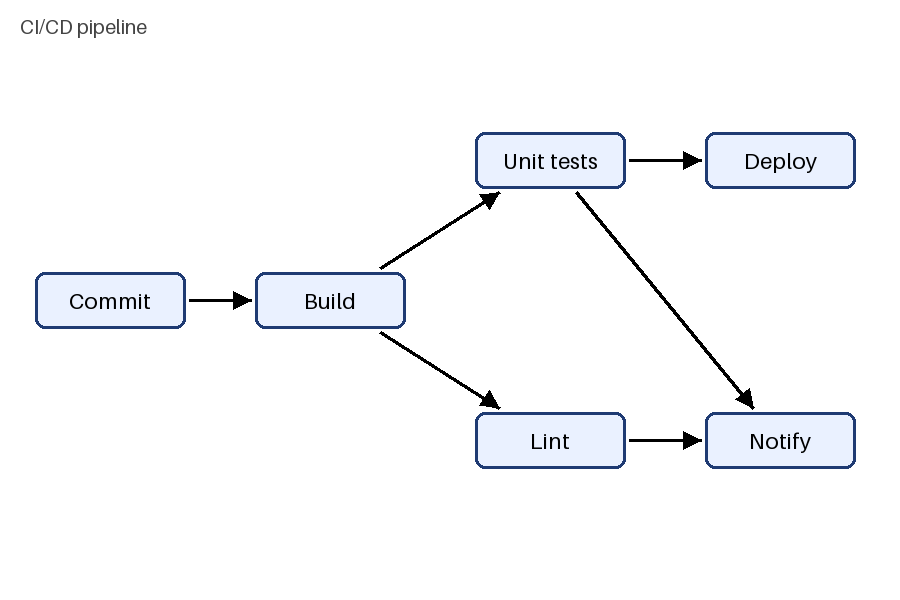 CI/CD pipeline
Unit tests
Deploy
Commit
Build
Lint
Notify